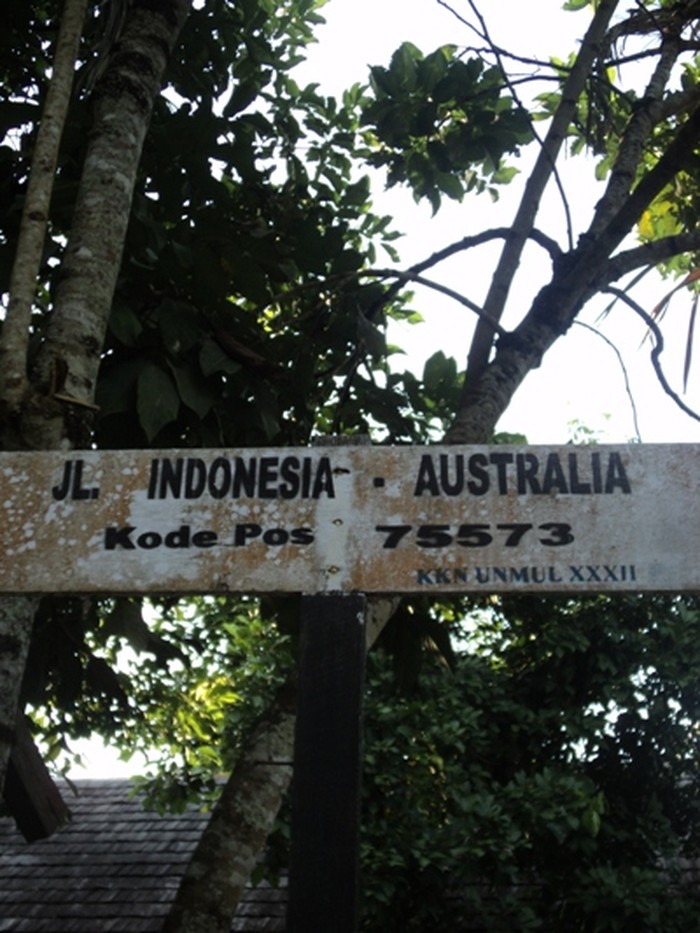 JL. INDONESIA - AUSTRALIA
Kode Pos 75573
KKN UNMUL XXXII